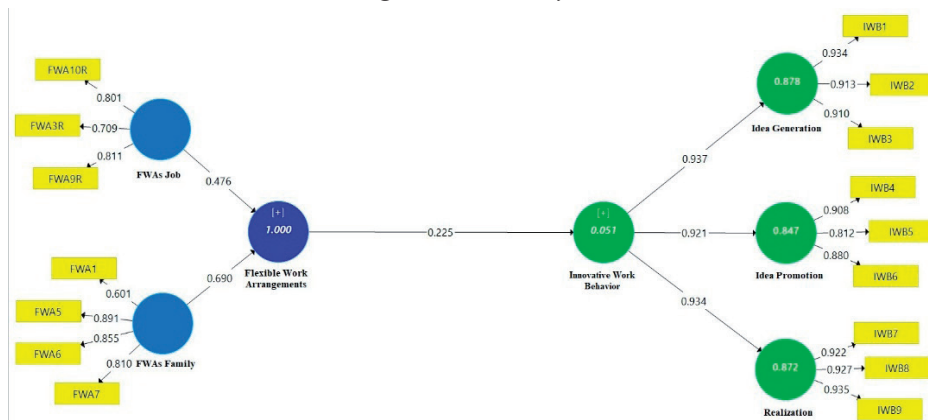 FWA10R
FWA3R
FWA9R
0.801
0.709
0.811
FWAs Job
0.476
FWA1
FWA5
FWA6
FWA7
0.601
0.891
0.855
0.810
FWAs Family
0.690
[+]
1.000
Flexible Work
Arrangements
0.225
[+]
0.051
Innovative Work
Behavior
0.937
0.921
0.934
0.878
Idea Generation
0.934
0.913
0.910
IWB1
IWB2
IWB3
0.847
Idea Promotion
0.908
0.812
0.880
IWB4
IWB5
IWB6
0.872
Realization
0.922
0.927
0.935
IWB7
IWB8
IWB9